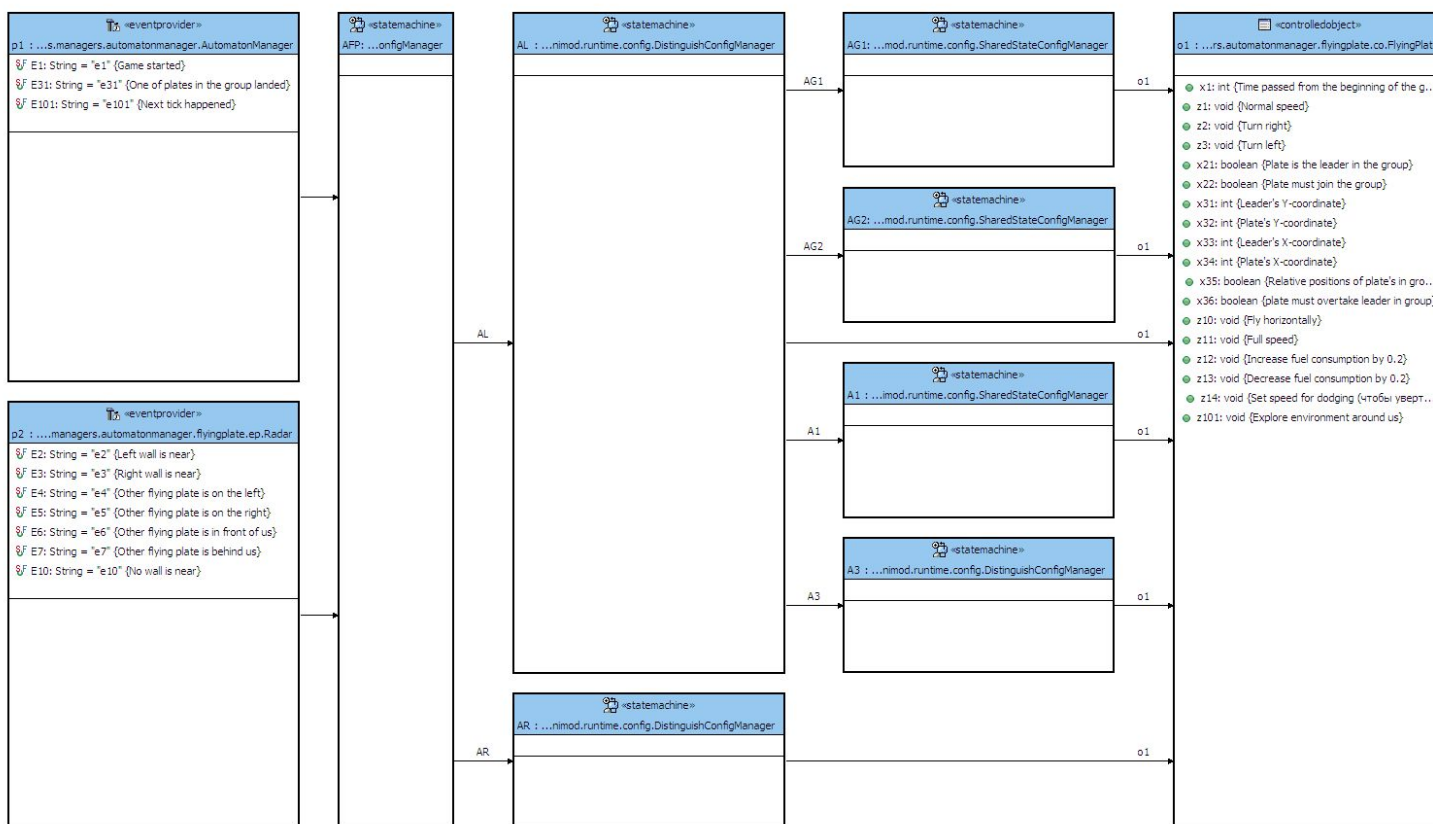 «eventprovider»
p1 : ...s.managers.automatonmanager.AutomatonManager
E1: String = "e1" {Game started}
E31: String = "e31" {One of plates in the group landed}
E101: String = "e101" {Next tick happened}
«eventprovider»
p2 : ....managers.automatonmanager.flyingplate.ep.Radar
E2: String = "e2" {Left wall is near}
E3: String = "e3" {Right wall is near}
E4: String = "e4" {Other flying plate is on the left}
E5: String = "e5" {Other flying plate is on the right}
E6: String = "e6" {Other flying plate is in front of us}
E7: String = "e7" {Other flying plate is behind us}
E10: String = "e10" {No wall is near}
«statemachine»
AFP: ...onfigManager
AL
AR
«statemachine»
AL : ...nimod.runtime.config.DistinguishConfigManager
«statemachine»
AR : ...nimod.runtime.config.DistinguishConfigManager
AG1
AG2
A1
A3
«statemachine»
AG1: ...mod.runtime.config.SharedStateConfigManager
«statemachine»
AG2: ...mod.runtime.config.SharedStateConfigManager
«statemachine»
A1 : ...imod.runtime.config.SharedStateConfigManager
«statemachine»
A3 : ...nimod.runtime.config.DistinguishConfigManager
o1
o1
o1
o1
o1
o1
«controlledobject»
o1 : ...rs.automatonmanager.flyingplate.co.FlyingPlat
x1: int {Time passed from the beginning of the g...
z1: void {Normal speed}
z2: void {Turn right}
z3: void {Turn left}
x21: boolean {Plate is the leader in the group}
x22: boolean {Plate must join the group}
x31: int {Leader's Y-coordinate}
x32: int {Plate's Y-coordinate}
x33: int {Leader's X-coordinate}
x34: int {Plate's X-coordinate}
x35: boolean {Relative positions of plate's in gro...
x36: boolean {plate must overtake leader in group}
z10: void {Fly horizontally}
z11: void {Full speed}
z12: void {Increase fuel consumption by 0.2}
z13: void {Decrease fuel consumption by 0.2}
z14: void {Set speed for dodging (чтобы уверт...
z101: void {Explore environment around us}